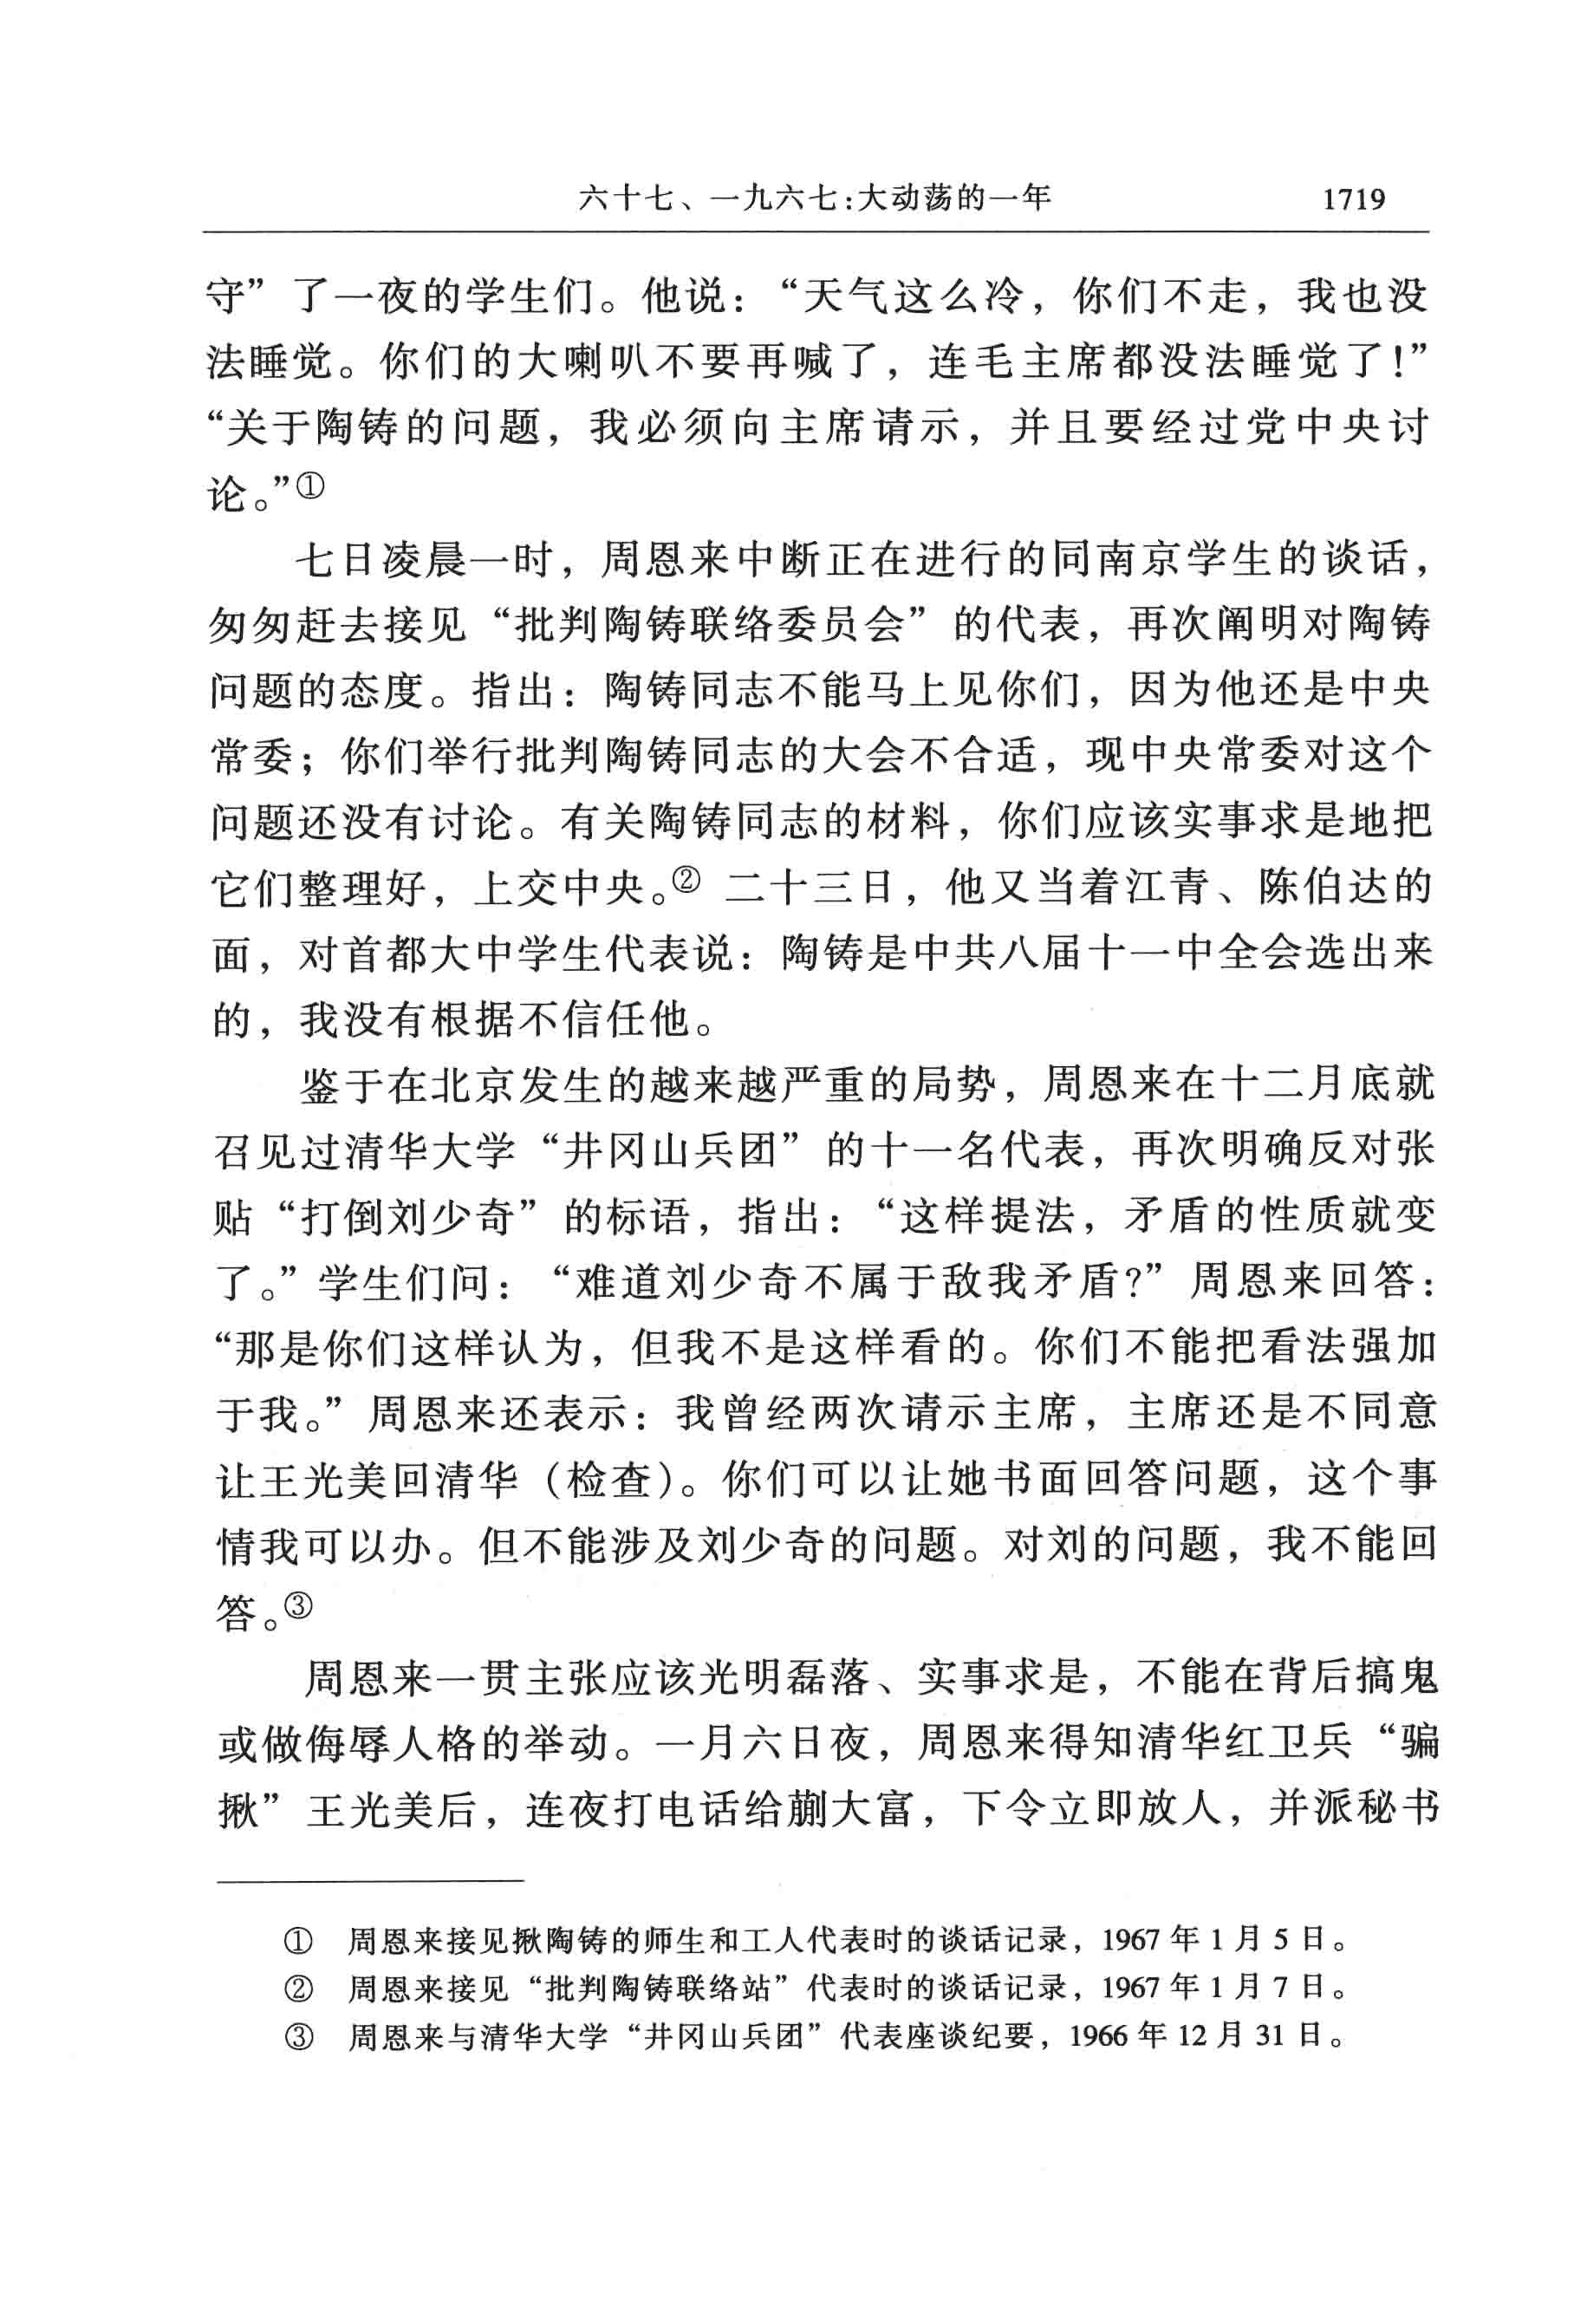 六十七、一九六七:大动荡的一年 1719
守”了一夜的学生们。他说：“天气这么冷，你们不走，我也没
法睡觉。你们的大喇叭不要再喊了，连毛主席都没法睡觉了!”
“关于陶铸的问题，我必须向主席请示，并且要经过党中央讨
论。”①
七日凌晨一时，周恩来中断正在进行的同南京学生的谈话，
匆匆赶去接见“批判陶铸联络委员会”的代表，再次阐明对陶铸
问题的态度。指出：陶铸同志不能马上见你们，因为他还是中央
常委；你们举行批判陶铸同志的大会不合适，现中央常委对这个
问题还没有讨论。有关陶铸同志的材料，你们应该实事求是地把
它们整理好，上交中央。② 二十三日，他又当着江青、陈伯达的
面，对首都大中学生代表说：陶铸是中共八届十一中全会选出来
的，我没有根据不信任他。
鉴于在北京发生的越来越严重的局势，周恩来在十二月底就
召见过清华大学“井冈山兵团”的十一名代表，再次明确反对张
贴“打倒刘少奇”的标语，指出：“这样提法，矛盾的性质就变
了。”学生们问：“难道刘少奇不属于敌我矛盾?”周恩来回答：
“那是你们这样认为，但我不是这样看的。你们不能把看法强加
于我。”周恩来还表示：我曾经两次请示主席，主席还是不同意
让王光美回清华（检查）。你们可以让她书面回答问题，这个事
情我可以办。但不能涉及刘少奇的问题。对刘的问题，我不能回
答。③
周恩来一贯主张应该光明磊落、实事求是，不能在背后搞鬼
或做侮辱人格的举动。一月六日夜，周恩来得知清华红卫兵“骗
揪”王光美后，连夜打电话给蒯大富，下令立即放人，并派秘书
① 周恩来接见揪陶铸的师生和工人代表时的谈话记录，1967 年 1 月 5 日。
② 周恩来接见“批判陶铸联络站”代表时的谈话记录，1967 年 1 月 7 日。
③ 周恩来与清华大学“井冈山兵团”代表座谈纪要，1966 年 12 月 31 日。